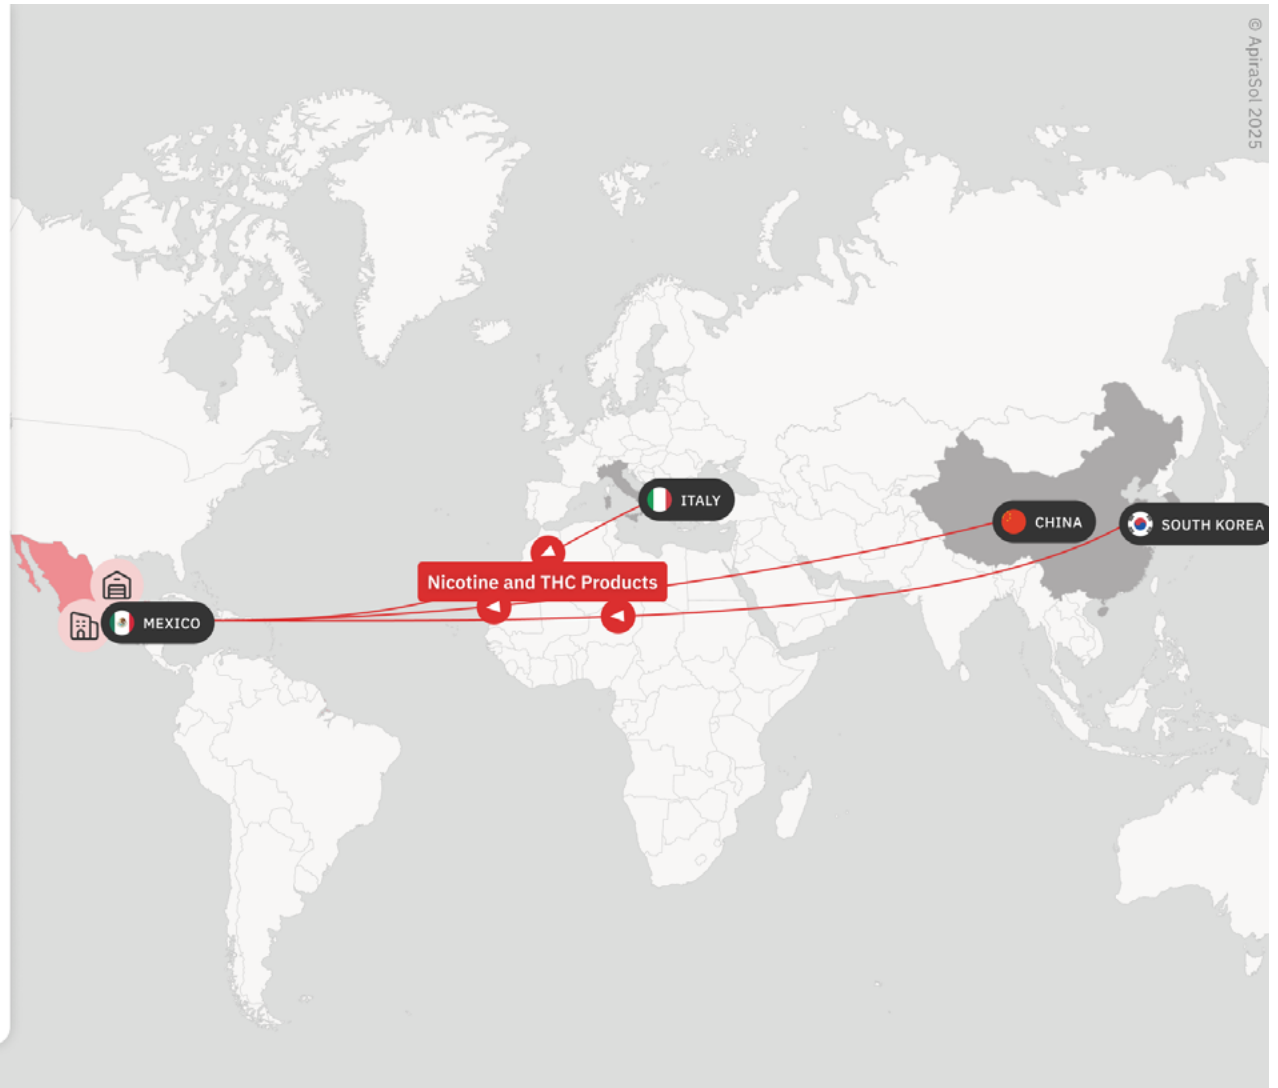 © ApiraSol 2025
ITALY
CHINA
SOUTH KOREA
Nicotine and THC Products
MEXICO